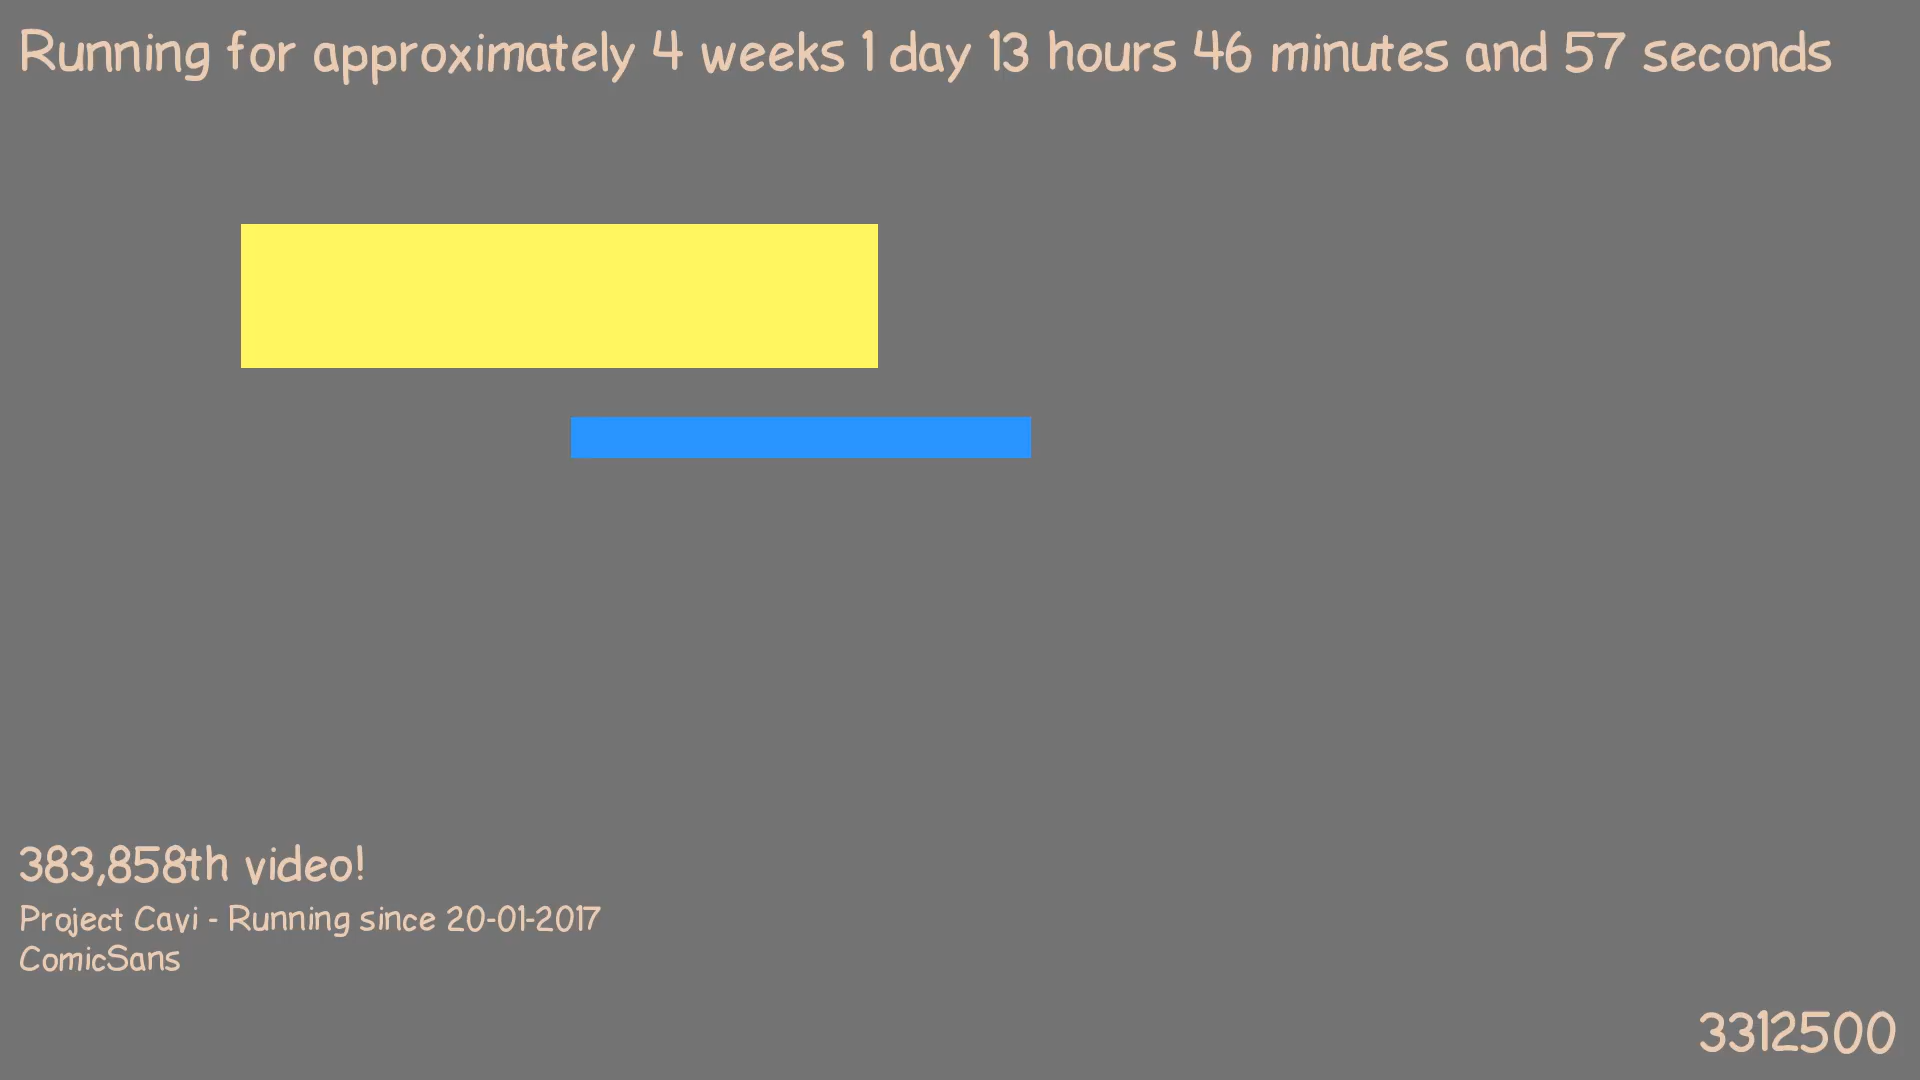 Running for approximately 4 weeks 1 day 13 hours 46 minutes and 57 seconds
383,858th video!
Project Cavi - Running since 20-01-2017
ComicSans
3312500